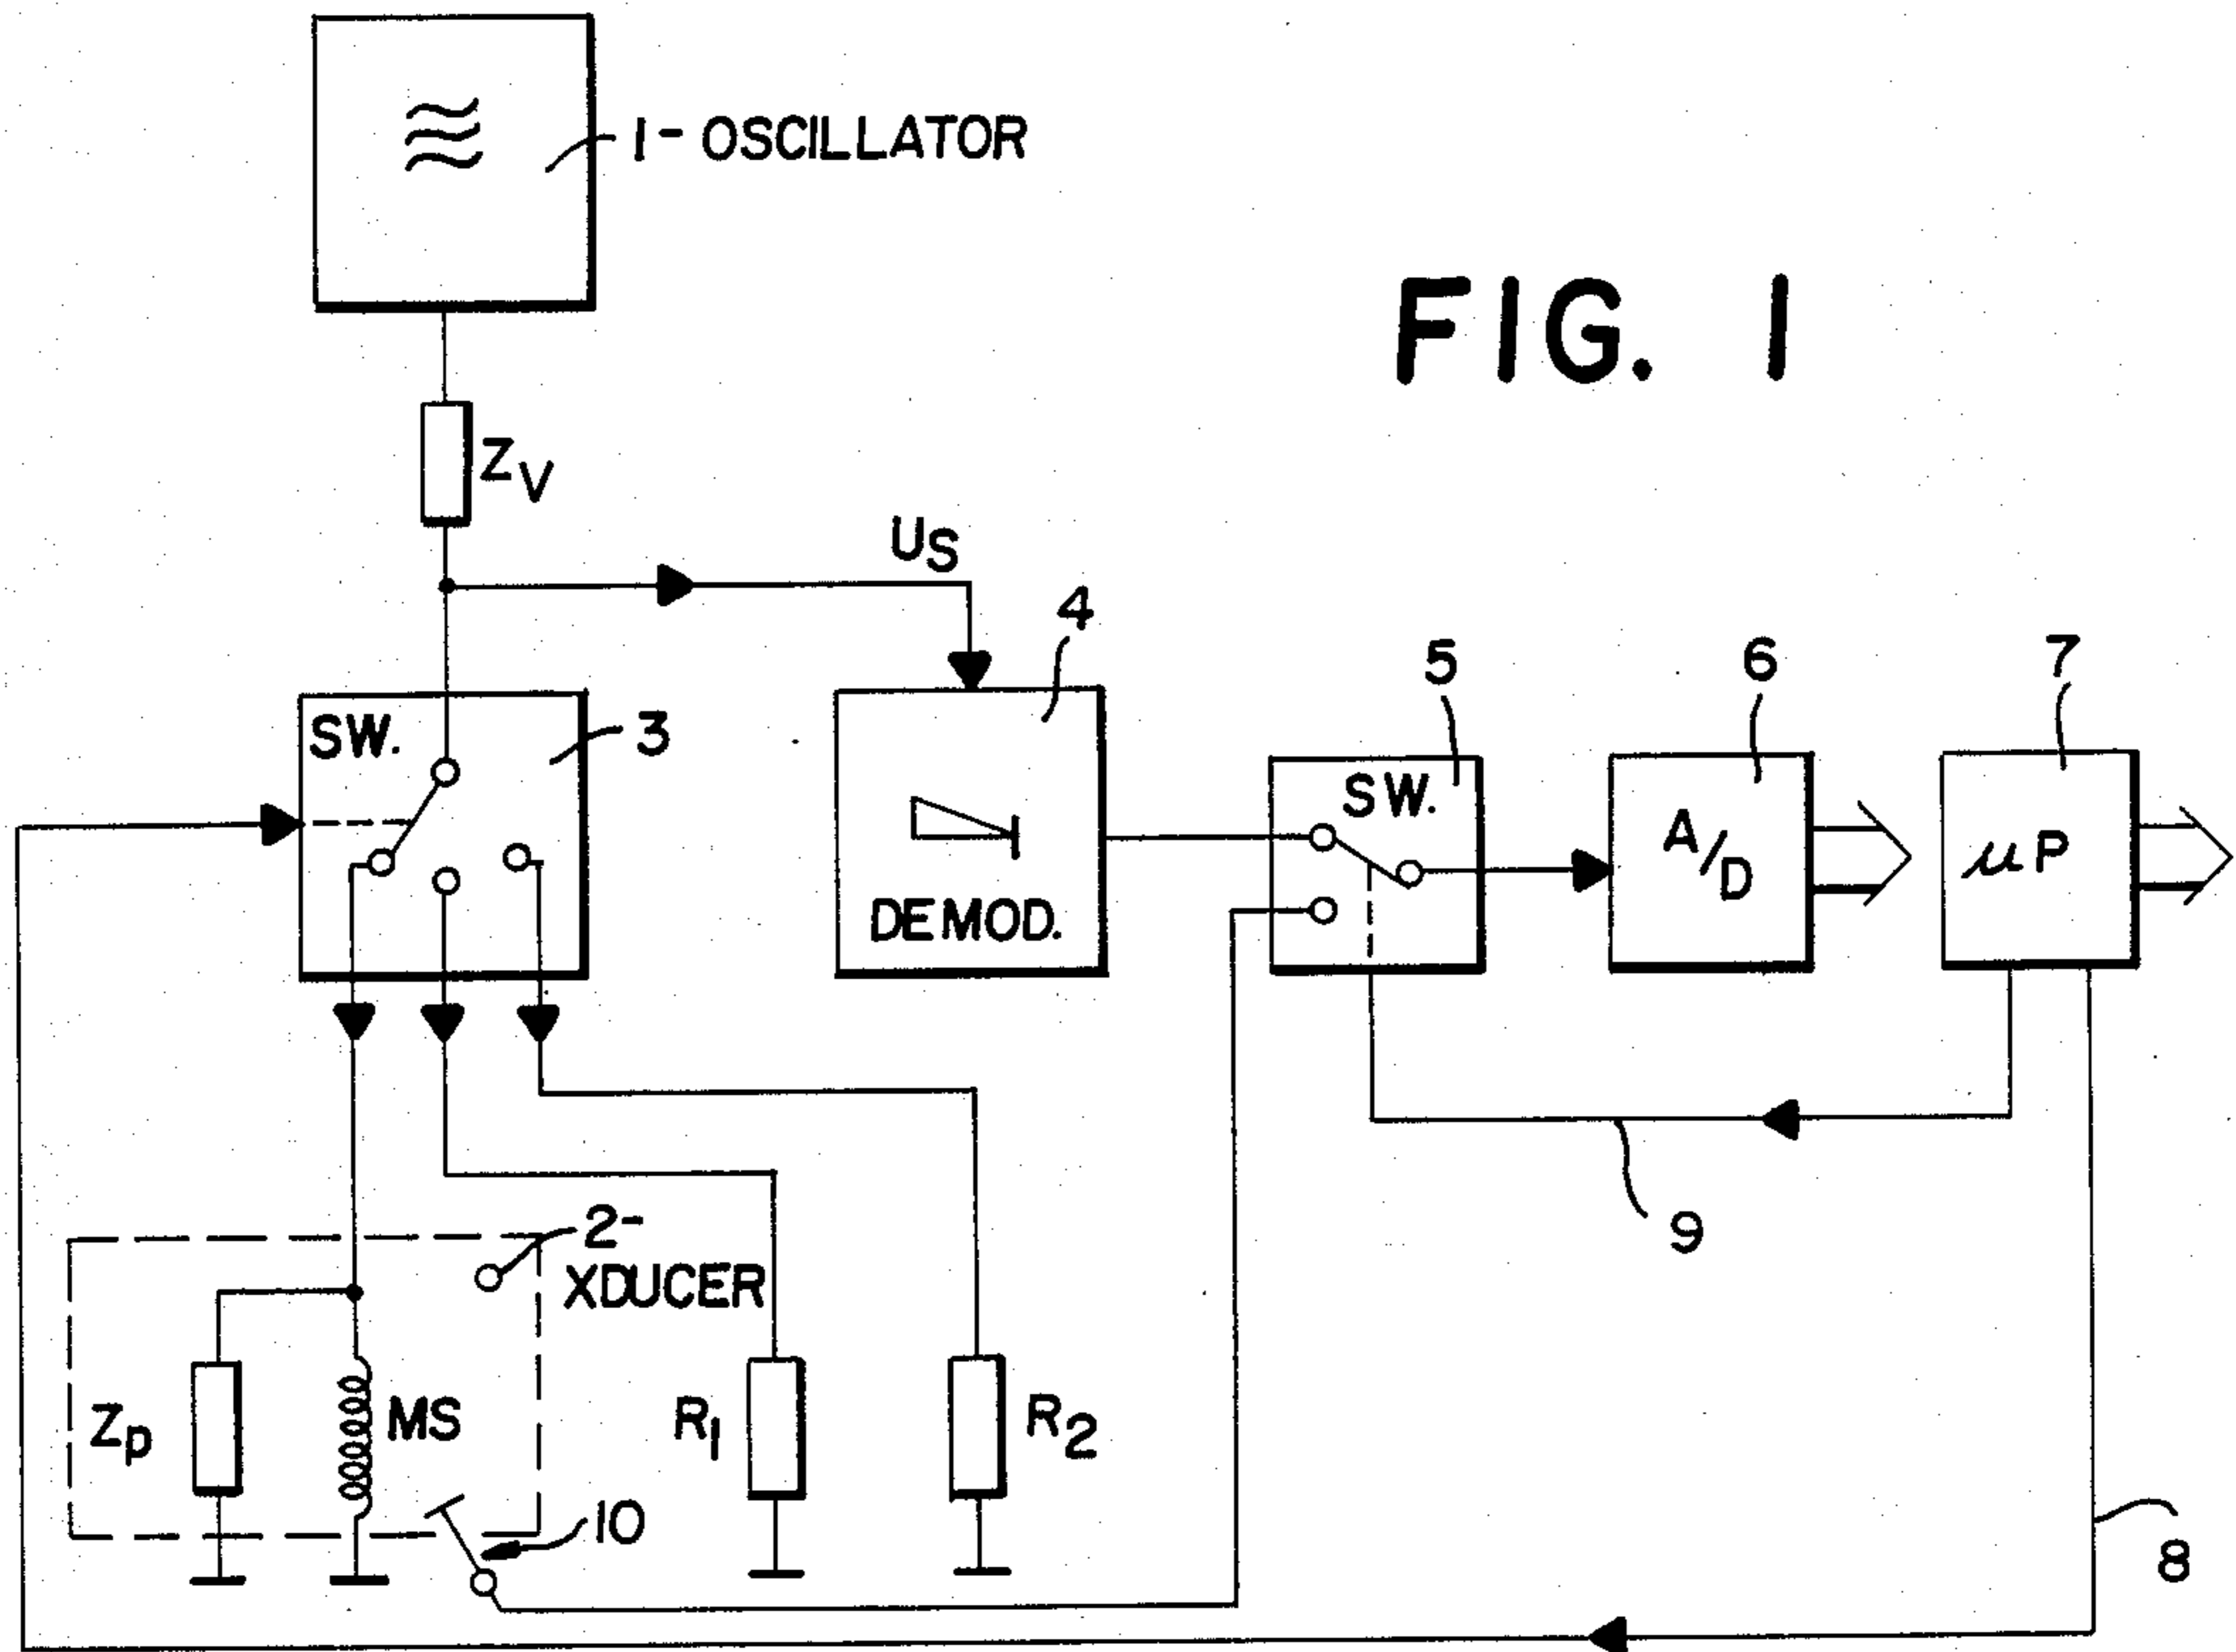 1- OSCILLATOR
FIG. 1
ZV
US
4
5
6
7
SW.
3
SW.
A/D
μP
DEMOD.
9
2-
XDUCER
Zp
MS
R1
R2
10
8